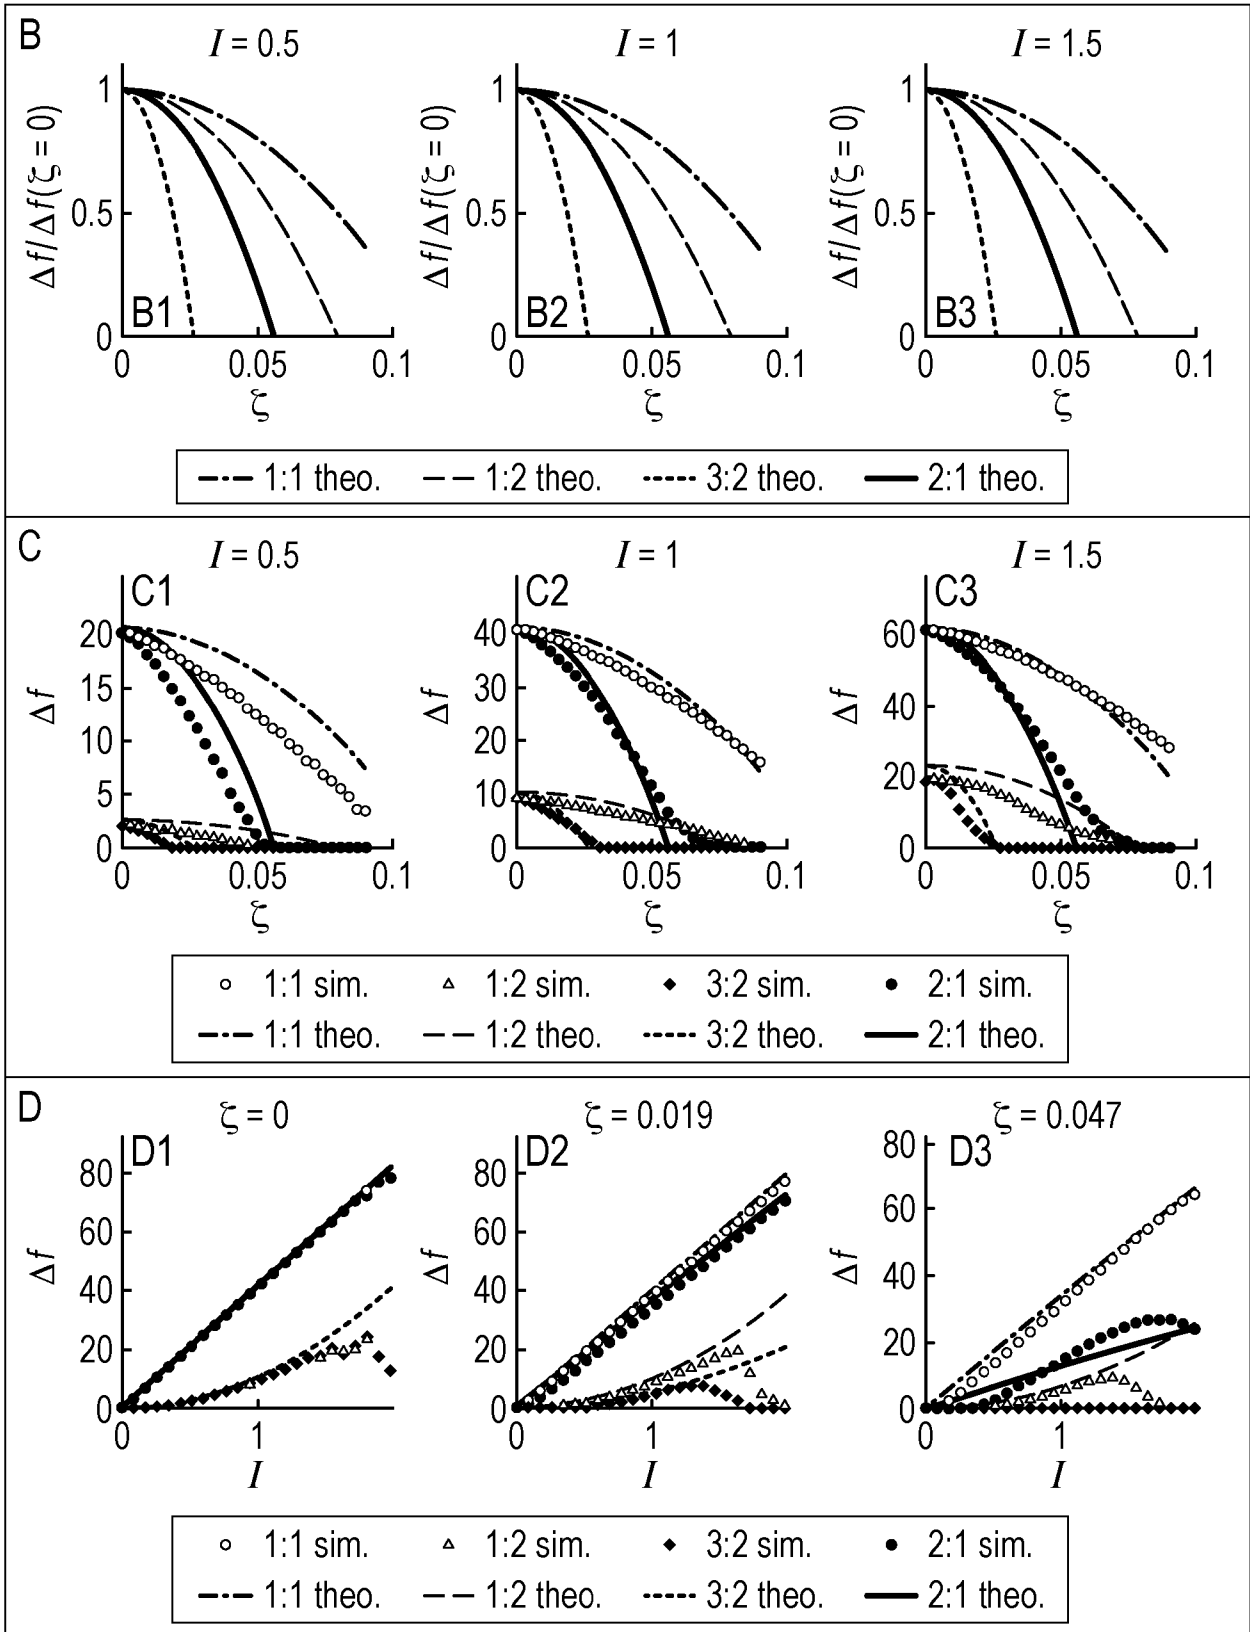 B
I = 0.5
I = 1
I = 1.5
Δf/Δf(ζ = 0)
1
0.5
0
B1
0
0.05
0.1
ζ
Δf/Δf(ζ = 0)
1
0.5
0
B2
0
0.05
0.1
ζ
Δf/Δf(ζ = 0)
1
0.5
0
B3
0
0.05
0.1
ζ
1:1 theo.
1:2 theo.
3:2 theo.
2:1 theo.
C
I = 0.5
I = 1
I = 1.5
C1
Δf
20
15
10
5
0
0
0.05
0.1
ζ
C2
Δf
40
30
20
10
0
0
0.05
0.1
ζ
C3
Δf
60
40
20
0
0
0.05
0.1
ζ
1:1 sim.
1:2 sim.
3:2 sim.
2:1 sim.
1:1 theo.
1:2 theo.
3:2 theo.
2:1 theo.
D
ζ = 0
ζ = 0.019
ζ = 0.047
D1
Δf
80
60
40
20
0
0
1
I
D2
Δf
80
60
40
20
0
0
1
I
D3
Δf
80
60
40
20
0
0
1
I
1:1 sim.
1:2 sim.
3:2 sim.
2:1 sim.
1:1 theo.
1:2 theo.
3:2 theo.
2:1 theo.